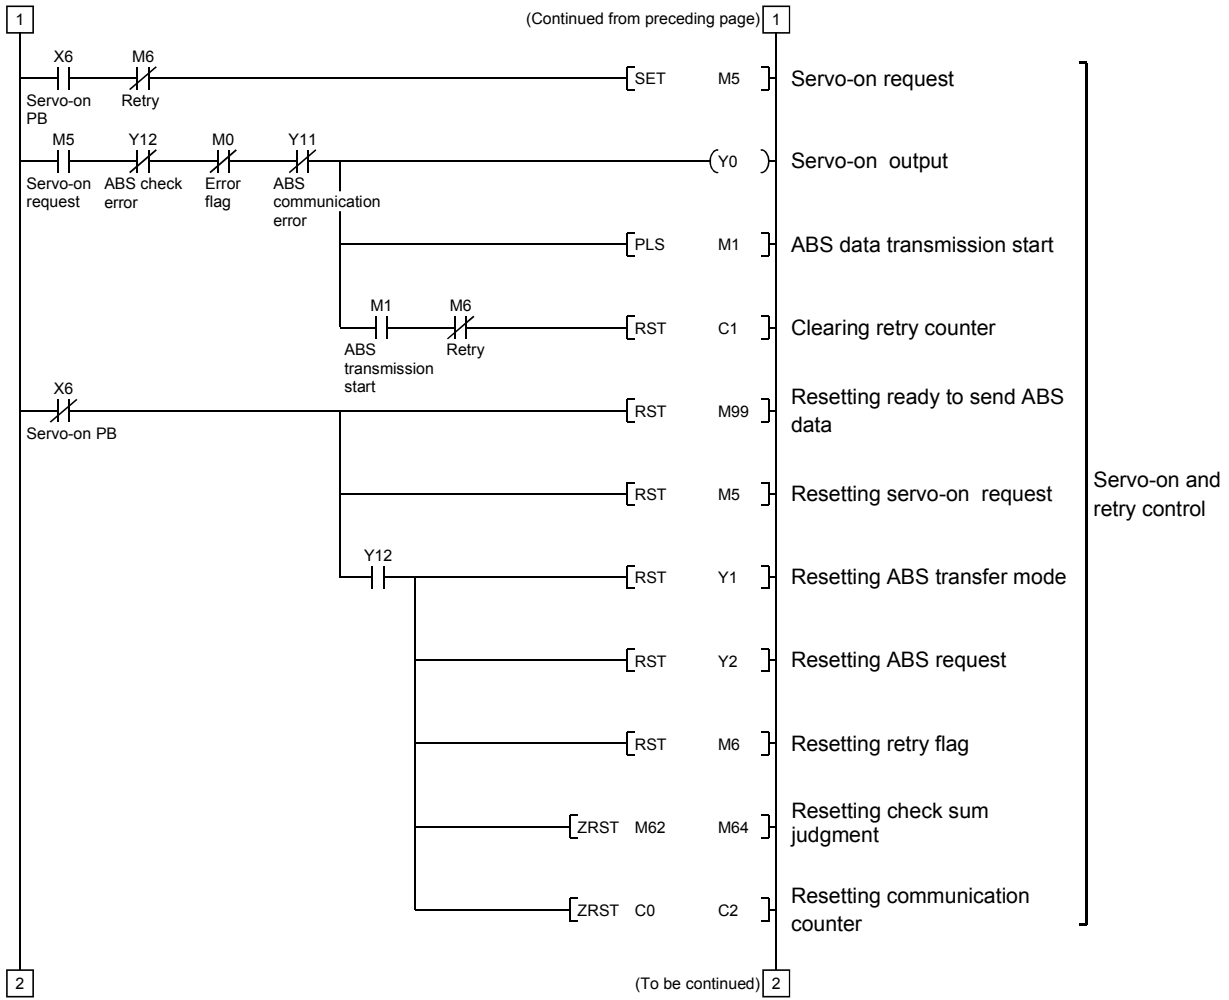 1 (Continued from preceding page) 1
X6 M6
SET M5 Servo-on request
Servo-on Retry
PB
M5 Y12 M0 Y11
Y0 Servo-on output
Servo-on ABS check Error ABS
request error flag communication
error
PLS M1 ABS data transmission start
M1 M6
RST C1 Clearing retry counter
ABS Retry
transmission
start
X6
RST M99 Resetting ready to send ABS
data
Servo-on PB
Servo-on and
retry control
RST M5 Resetting servo-on request
Y12
RST Y1 Resetting ABS transfer mode
RST Y2 Resetting ABS request
RST M6 Resetting retry flag
ZRST M62 M64 Resetting check sum
judgment
ZRST C0 C2 Resetting communication
counter
2 (To be continued) 2